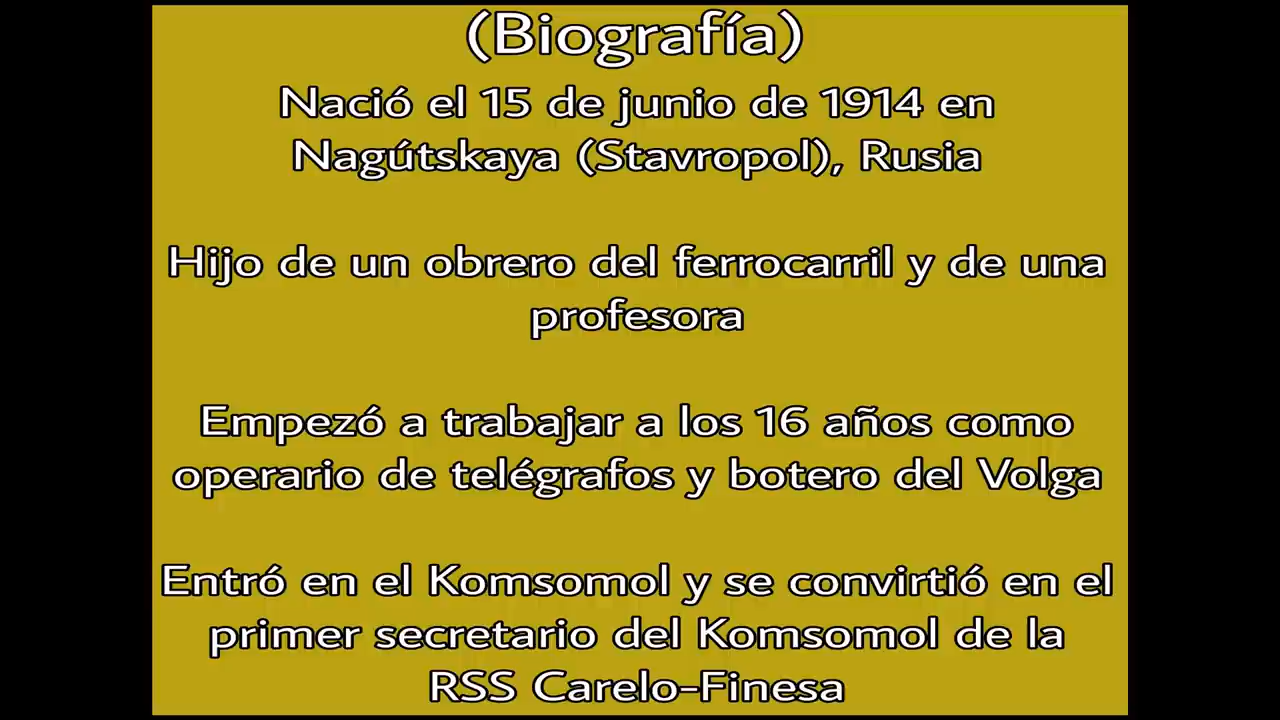 (Biografía)
Nació el 15 de junio de 1914 en
Nagútskaya (Stavropol), Rusia
Hijo de un obrero del ferrocarril y de una
profesora
Empezó a trabajar a los 16 años como
operario de telégrafos y botero del Volga
Entró en el Komsomol y se convirtió en el
primer secretario del Komsomol de la
RSS Carelo-Finesa